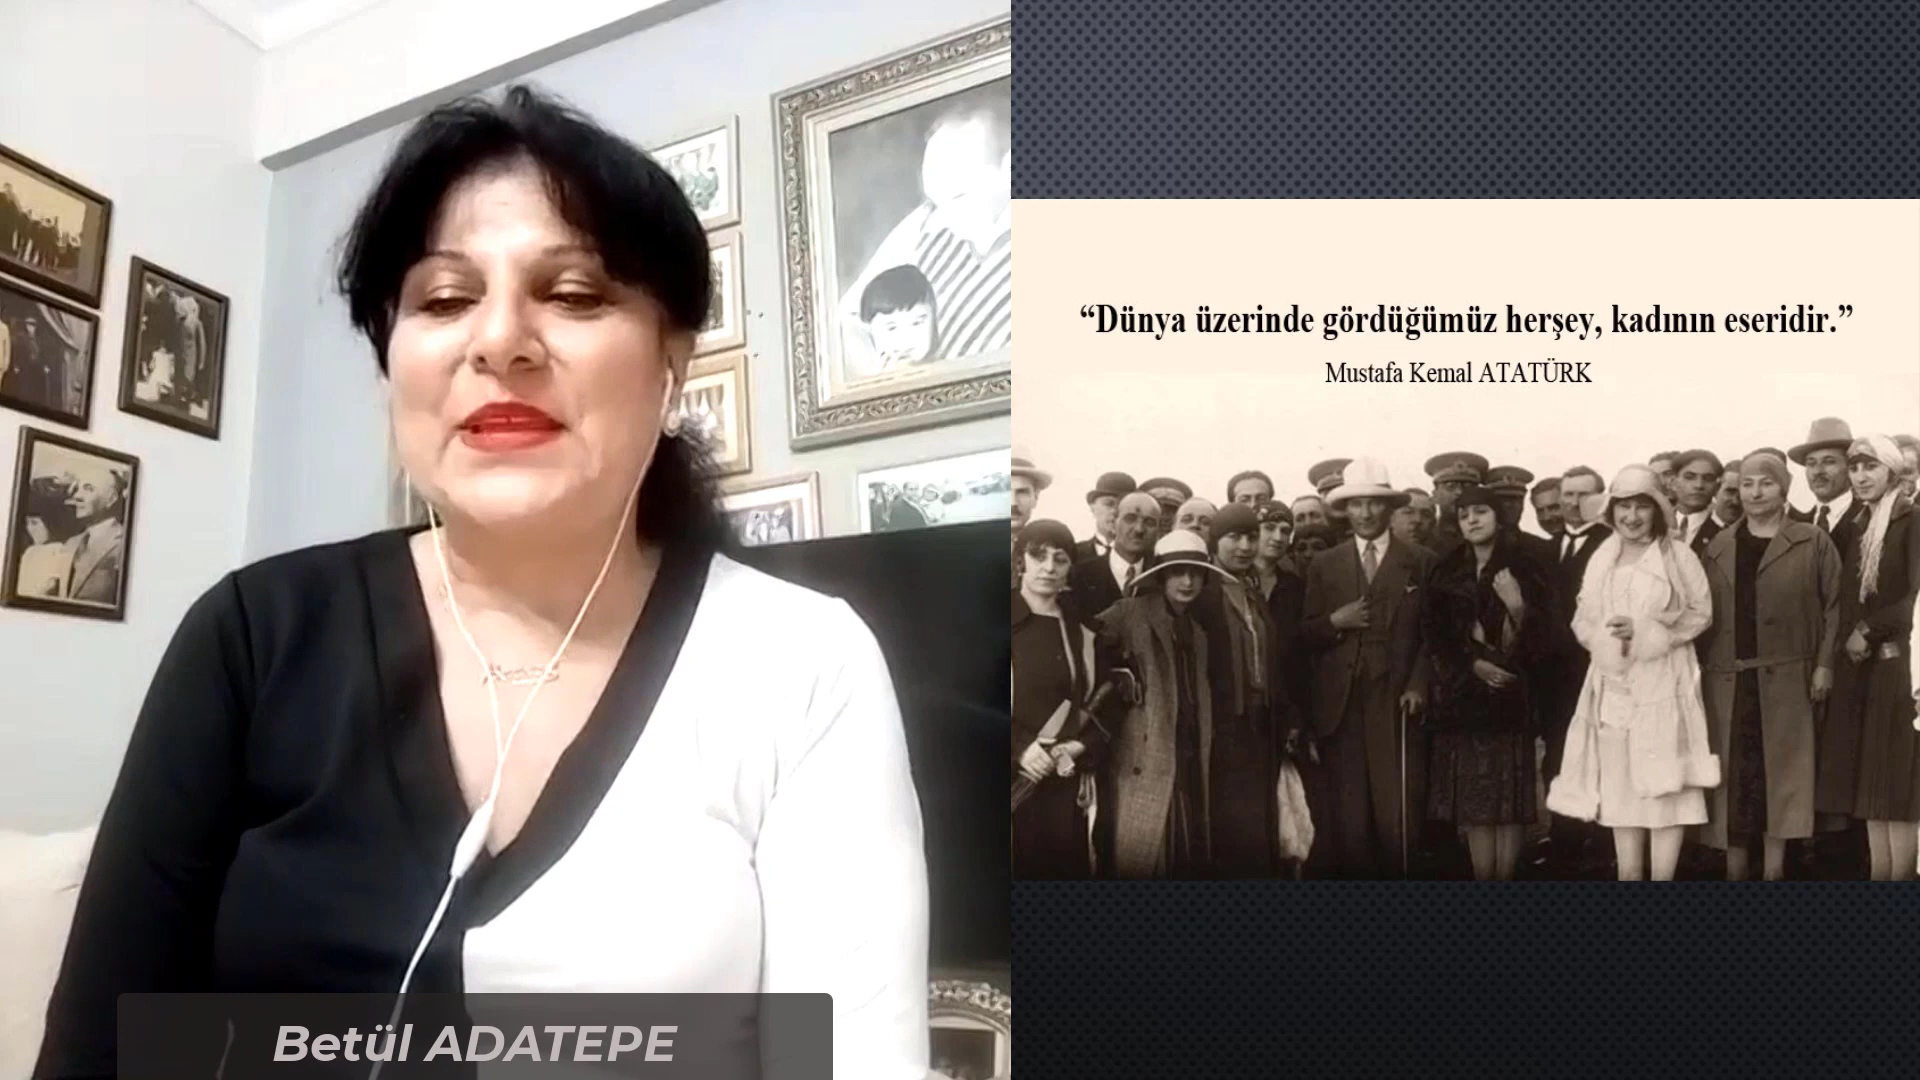 “Dünya üzerinde gördüğümüz herşey, kadının eseridir.”
Mustafa Kemal ATATÜRK
Betül ADATEPE